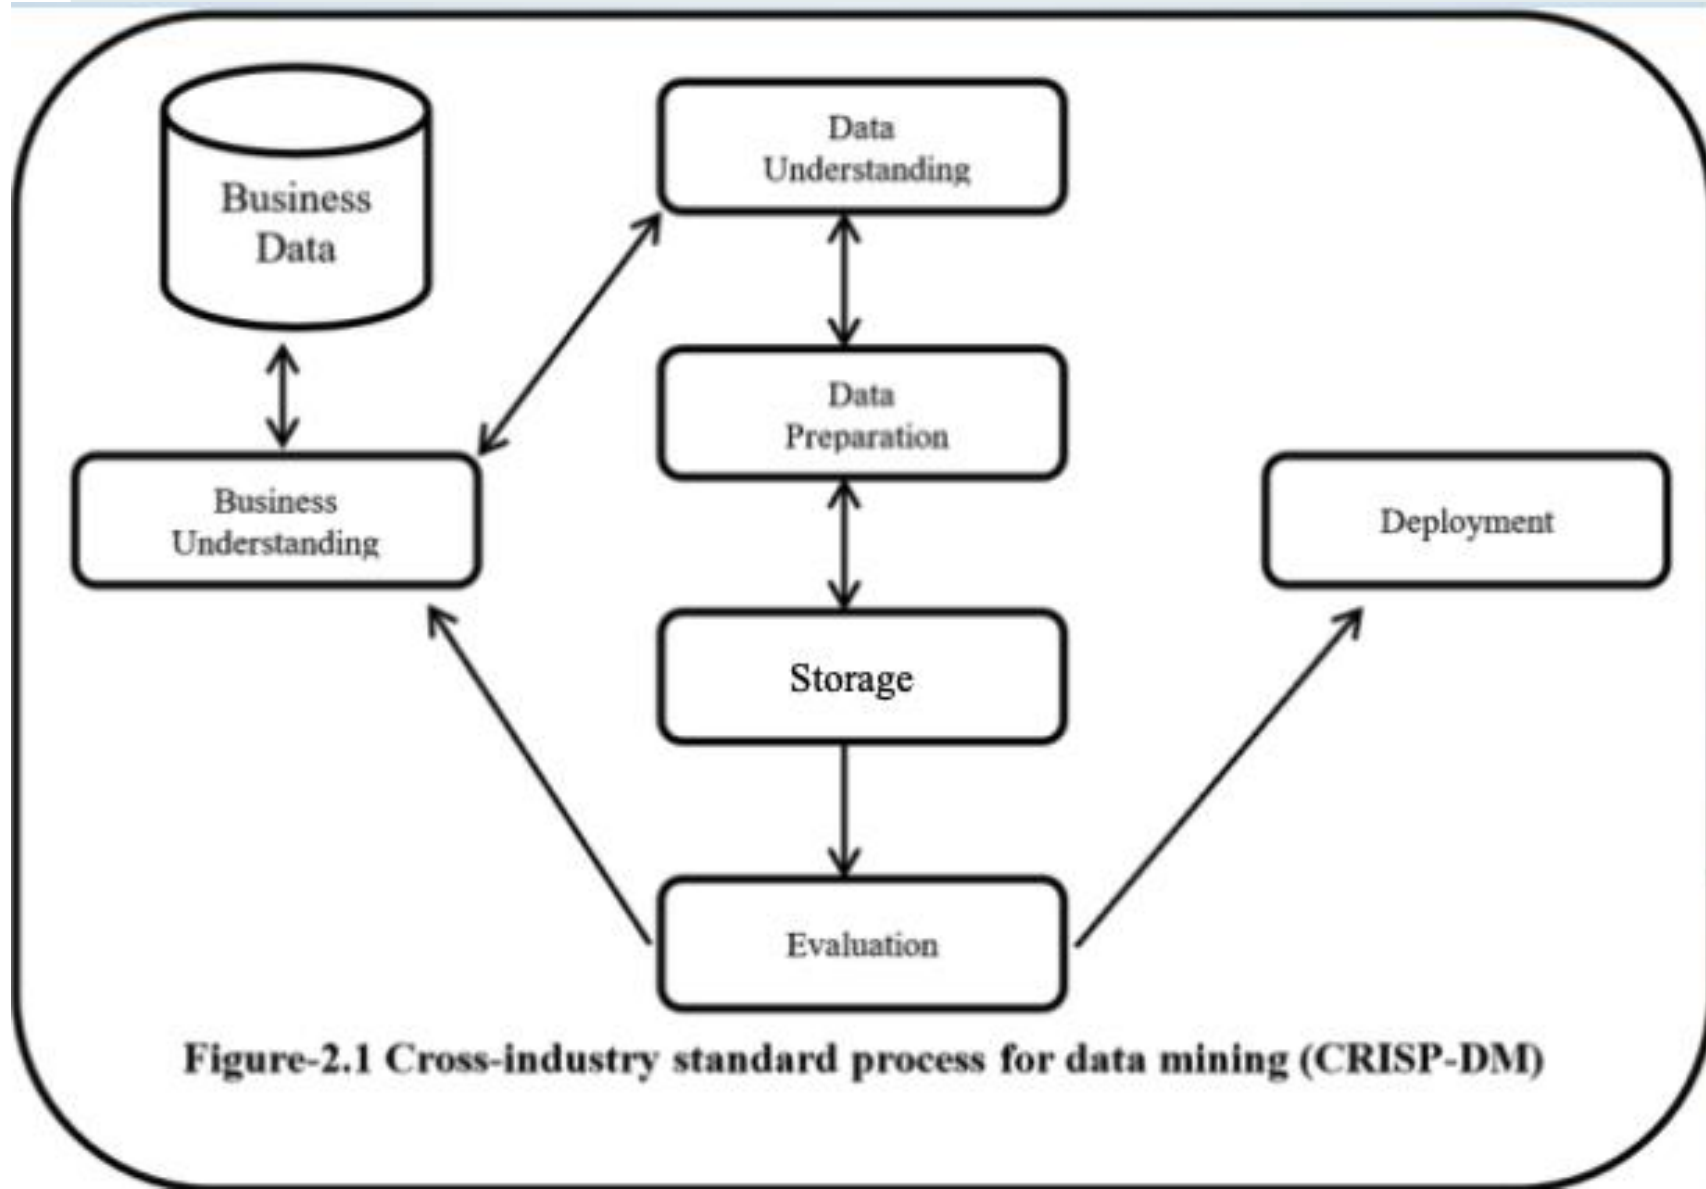 Business
Data
Data
Understanding
Data
Preparation
Business
Understanding
Deployment
Storage
Evaluation
Figure-2.1 Cross-industry standard process for data mining (CRISP-DM)